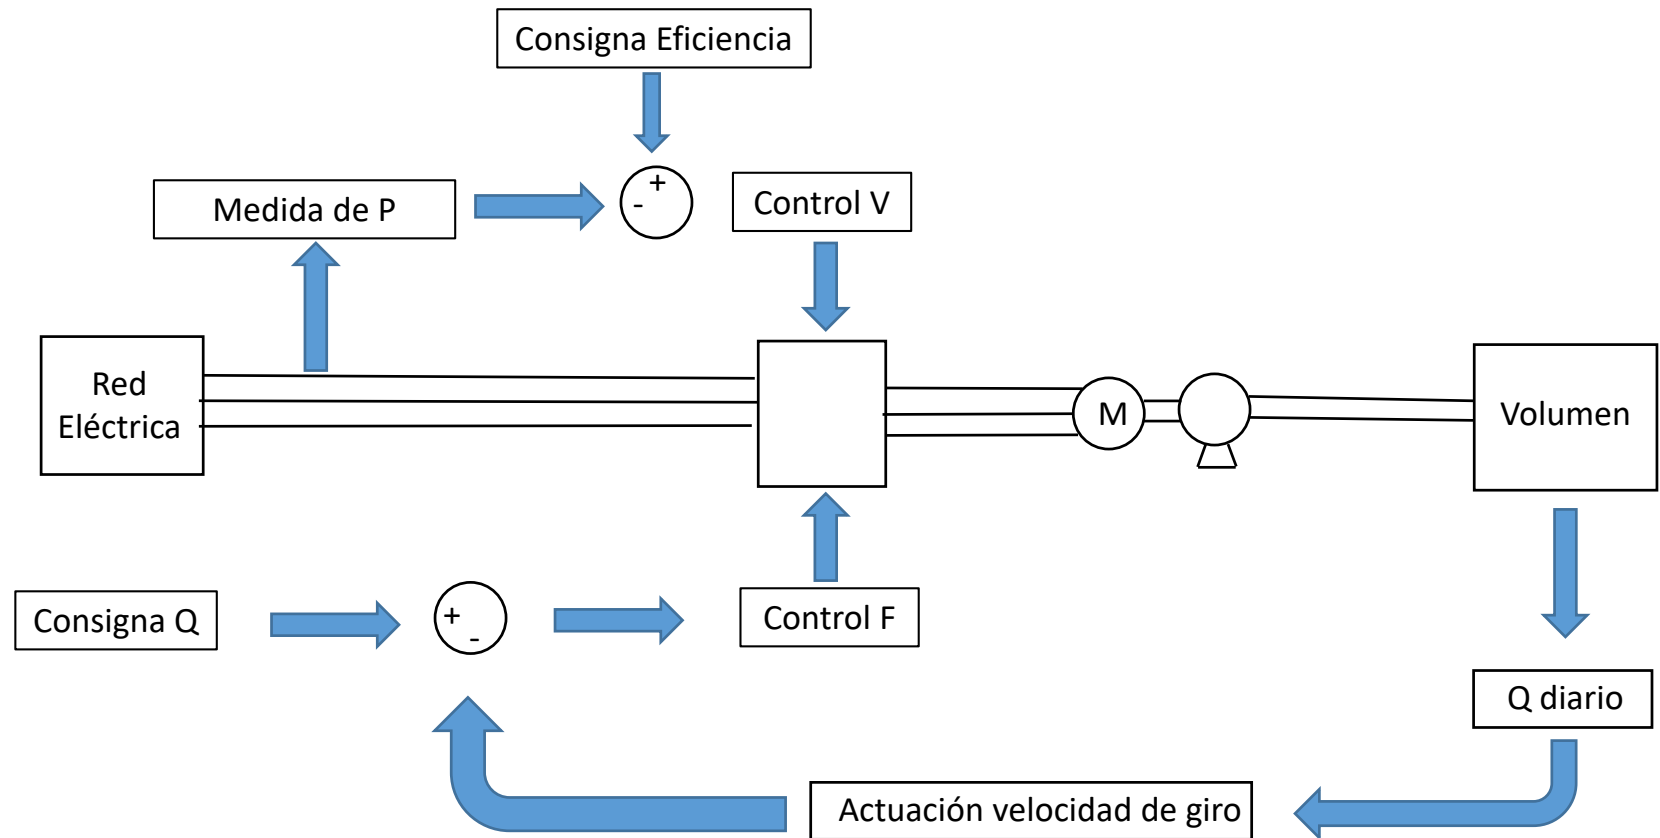 Consigna Eficiencia
Medida de P
+
-
Control V
Red
Eléctrica
M
Volumen
Consigna Q
+
-
Control F
Q diario
Actuación velocidad de giro